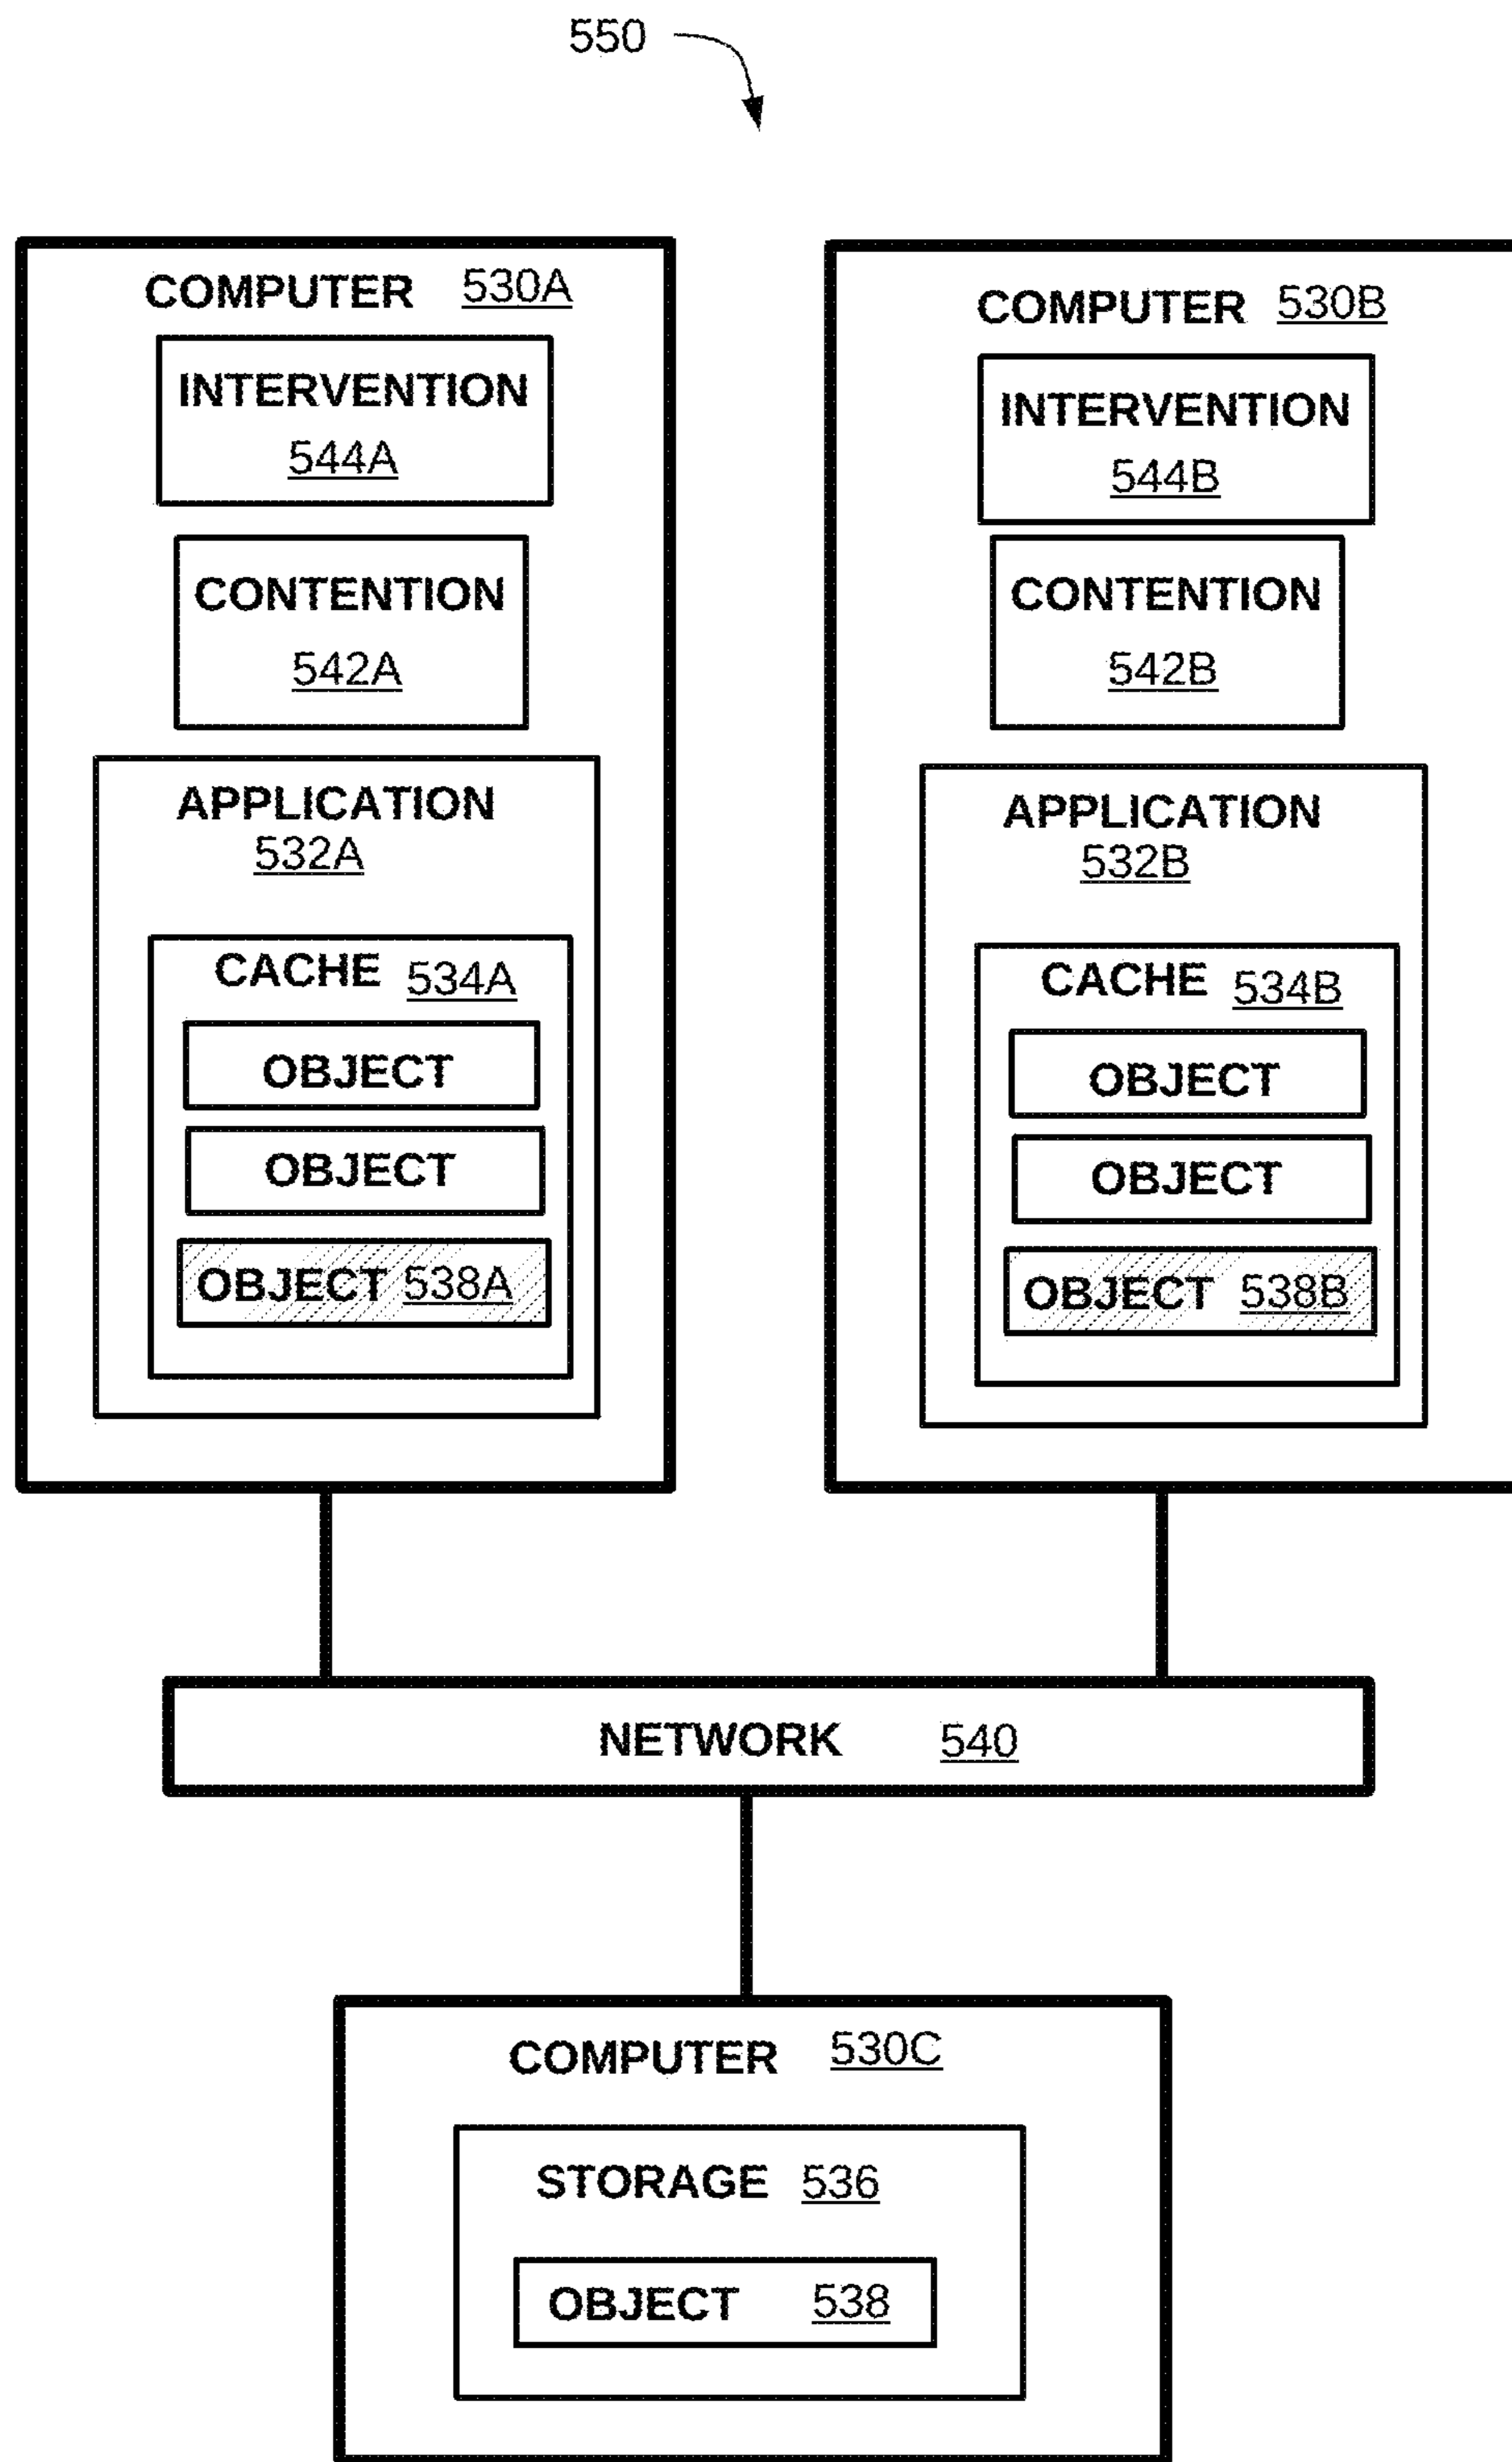 550
COMPUTER 530A
INTERVENTION
544A
CONTENTION
542A
APPLICATION
532A
CACHE 534A
OBJECT
OBJECT
OBJECT 538A
COMPUTER 530B
INTERVENTION
544B
CONTENTION
542B
APPLICATION
532B
CACHE 534B
OBJECT
OBJECT
OBJECT 538B
NETWORK 540
COMPUTER 530C
STORAGE 536
OBJECT 538